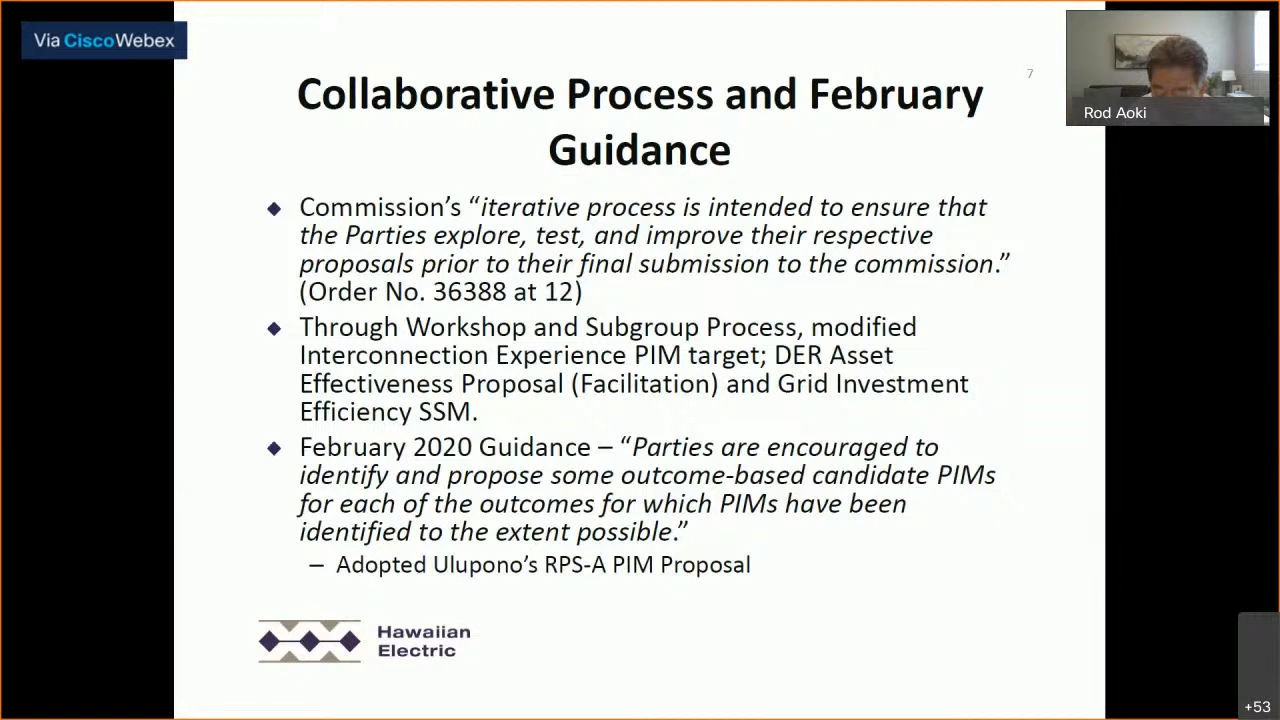 Via CiscoWebex
7
Rod Aoki
Collaborative Process and February
Guidance
◆ Commission's “iterative process is intended to ensure that
the Parties explore, test, and improve their respective
proposals prior to their final submission to the commission.”
(Order No. 36388 at 12)
◆ Through Workshop and Subgroup Process, modified
Interconnection Experience PIM target; DER Asset
Effectiveness Proposal (Facilitation) and Grid Investment
Efficiency SSM.
◆ February 2020 Guidance – “Parties are encouraged to
identify and propose some outcome-based candidate PIMs
for each of the outcomes for which PIMs have been
identified to the extent possible.”
– Adopted Ulupono’s RPS-A PIM Proposal
Hawaiian
Electric
+53